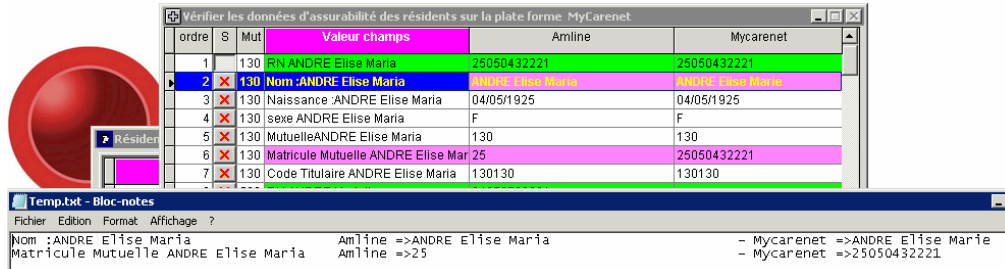 Vérifier les données d'assurabilité des résidents sur la plate forme MyCarenet
ordre S Mut Valeur champs Amline Mycarenet
1 130 RN ANDRE Elise Maria 25050432221 25050432221
2 130 Nom :ANDRE Elise Maria ANDRE Elise Maria ANDRE Elise Marie
3 130 Naissance :ANDRE Elise Maria 04/05/1925 04/05/1925
4 130 sexe ANDRE Elise Maria F F
5 130 MutuelleANDRE Elise Maria 130 130
6 130 Matricule Mutuelle ANDRE Elise Mar 25 25050432221
7 130 Code Titulaire ANDRE Elise Maria 130130 130130
Résiden
Temp.txt - Bloc-notes
Fichier Edition Format Affichage ?
Nom :ANDRE Elise Maria Amline =>ANDRE Elise Maria - Mycarenet =>ANDRE Elise Marie
Matricule Mutuelle ANDRE Elise Maria Amline =>25 - Mycarenet =>25050432221